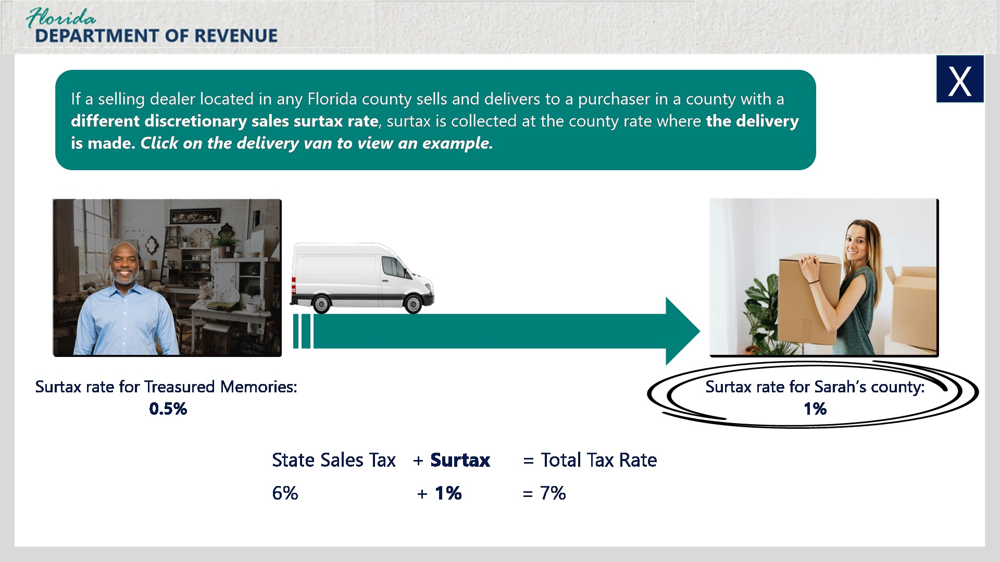 Florida
DEPARTMENT OF REVENUE
X
If a selling dealer located in any Florida county sells and delivers to a purchaser in a county with a
different discretionary sales surtax rate, surtax is collected at the county rate where the delivery
is made. Click on the delivery van to view an example.
Surtax rate for Treasured Memories:
0.5%
Surtax rate for Sarah’s county:
1%
State Sales Tax + Surtax = Total Tax Rate
6% + 1% = 7%